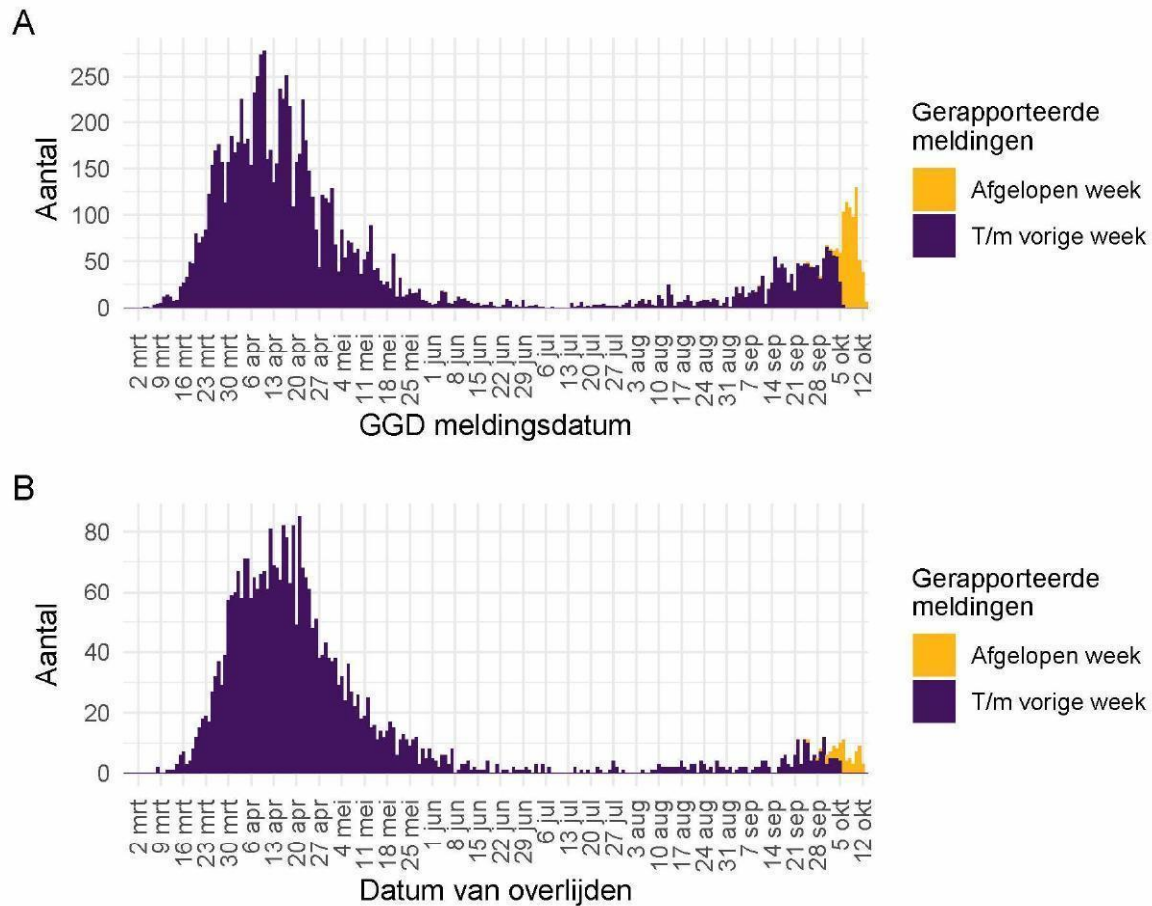 A
Aantal
250
200
150
100
50
0
2 mrt
9 mrt
16 mrt
23 mrt
30 mrt
6 apr
13 apr
20 apr
27 apr
4 mei
11 mei
18 mei
25 mei
1 jun
8 jun
15 jun
22 jun
29 jun
6 jul
13 jul
20 jul
27 jul
3 aug
10 aug
17 aug
24 aug
31 aug
7 sep
14 sep
21 sep
28 sep
5 okt
12 okt
GGD meldingsdatum
Gerapporteerde
meldingen
Afgelopen week
T/m vorige week
B
Aantal
80
60
40
20
0
2 mrt
9 mrt
16 mrt
23 mrt
30 mrt
6 apr
13 apr
20 apr
27 apr
4 mei
11 mei
18 mei
25 mei
1 jun
8 jun
15 jun
22 jun
29 jun
6 jul
13 jul
20 jul
27 jul
3 aug
10 aug
17 aug
24 aug
31 aug
7 sep
14 sep
21 sep
28 sep
5 okt
12 okt
Datum van overlijden
Gerapporteerde
meldingen
Afgelopen week
T/m vorige week